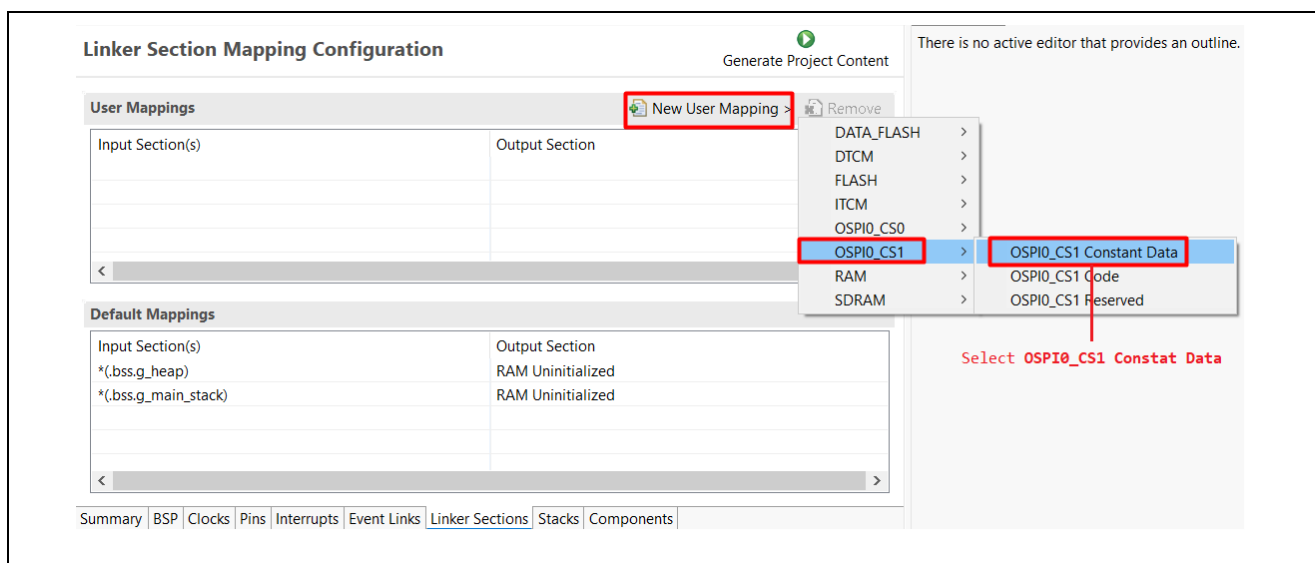 Linker Section Mapping Configuration
Generate Project Content
There is no active editor that provides an outline.
User Mappings
New User Mapping >
Remove
Input Section(s)
Output Section
DATA_FLASH >
DTCM >
FLASH >
ITCM >
OSPI0_CS0 >
OSPI0_CS1 >
RAM >
SDRAM >
OSPI0_CS1 Constant Data
OSPI0_CS1 Code
OSPI0_CS1 Reserved
Select OSPI0_CS1 Constat Data
Default Mappings
Input Section(s) Output Section
*(.bss.g_heap) RAM Uninitialized
*(.bss.g_main_stack) RAM Uninitialized
Summary BSP Clocks Pins Interrupts Event Links Linker Sections Stacks Components